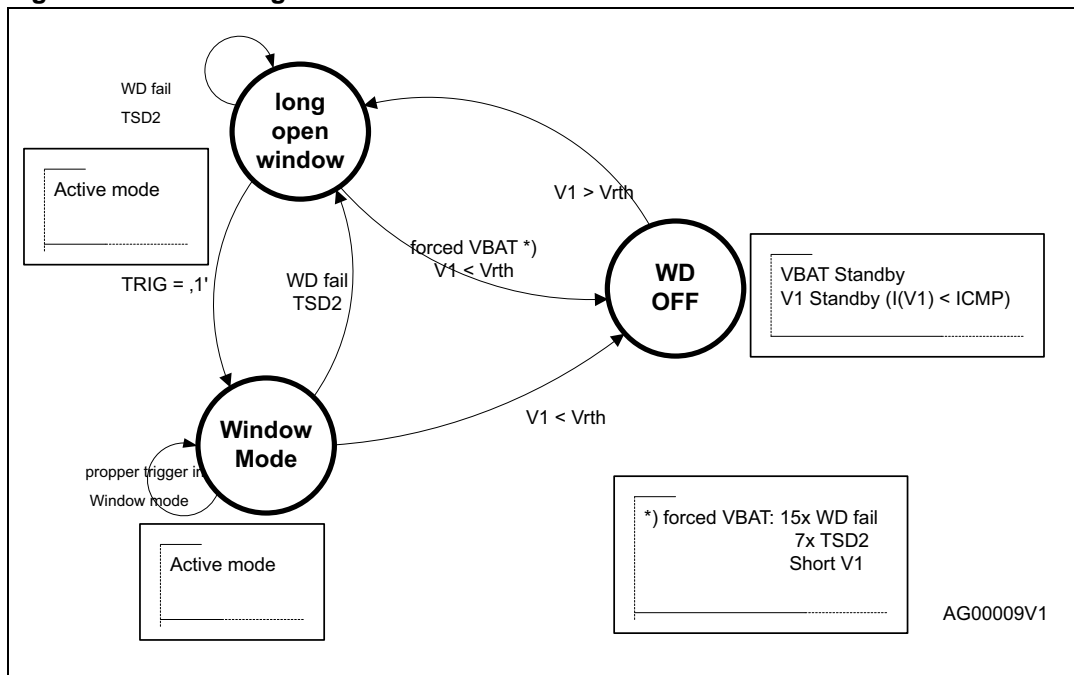 WD fail
TSD2
long
open
window
Active mode
V1 > Vrth
forced VBAT *)
V1 < Vrth
TRIG = ‚1'
WD fail
TSD2
WD
OFF
VBAT Standby
V1 Standby (I(V1) < ICMP)
V1 < Vrth
Window
Mode
propper trigger in
Window mode
Active mode
*) forced VBAT: 15x WD fail
7x TSD2
Short V1
AG00009V1